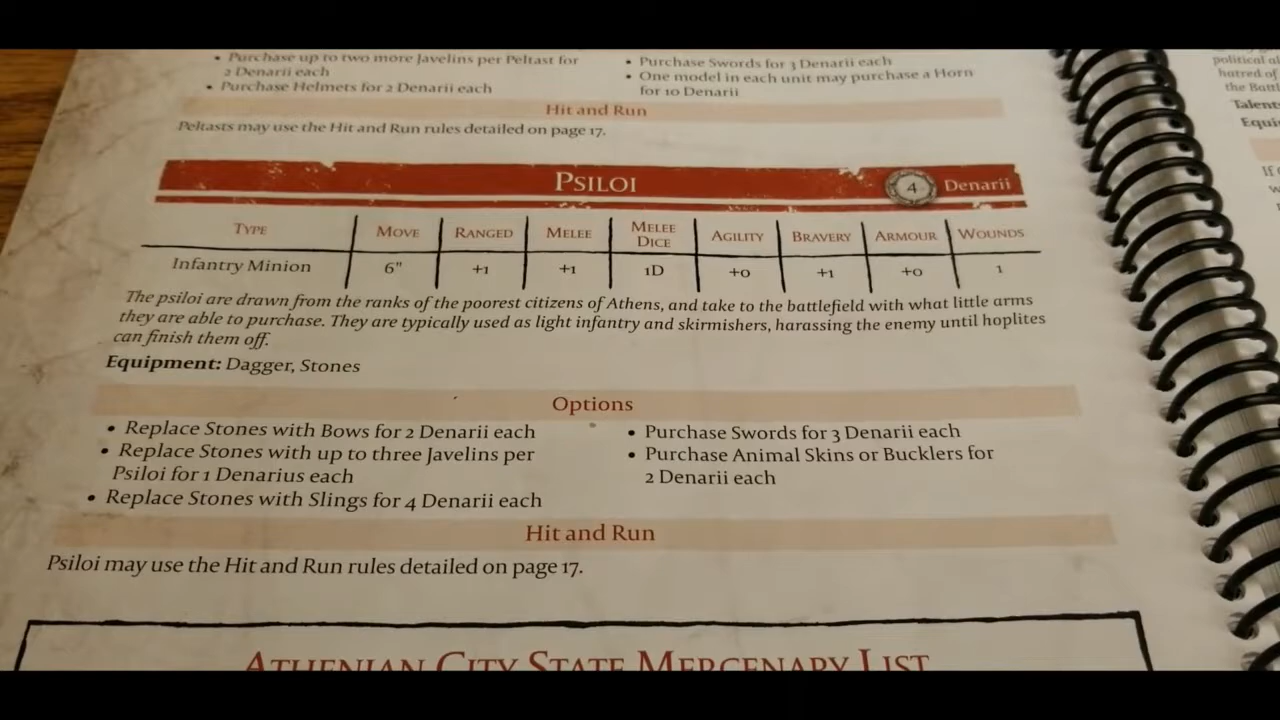 • Purchase up to two more Javelins per Peltast for
2 Denarii each
• Purchase Helmets for 2 Denarii each
• Purchase Swords for 3 Denarii each
• One model in each unit may purchase a Horn
for 10 Denarii
Hit and Run
Peltasts may use the Hit and Run rules detailed on page 17.
PSILOI 4 DENARII
TYPE MOVE RANGED MELEE MELEE DICE AGILITY BRAVERY ARMOUR WOUNDS
Infantry Minion 6" +1 +1 1D +0 +1 +0 1
The psiloi are drawn from the ranks of the poorest citizens of Athens, and take to the battlefield with what little arms
they are able to purchase. They are typically used as light infantry and skirmishers, harassing the enemy until hoplites
can finish them off.
Equipment: Dagger, Stones
Options
• Replace Stones with Bows for 2 Denarii each
• Replace Stones with up to three Javelins per
Psiloi for 1 Denarius each
• Replace Stones with Slings for 4 Denarii each
• Purchase Swords for 3 Denarii each
• Purchase Animal Skins or Bucklers for
2 Denarii each
Hit and Run
Psiloi may use the Hit and Run rules detailed on page 17.
ATHENIAN CITY STATE MERCENARY LIST
political
hatred of
the
If